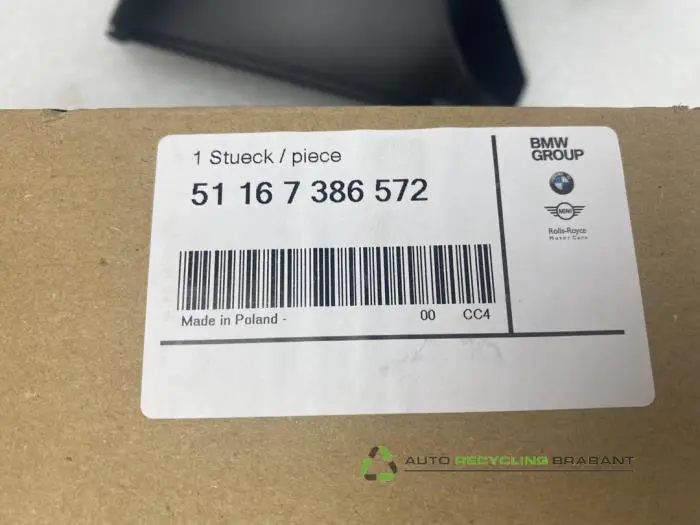 1 Stueck / piece
51 16 7 386 572
Made in Poland -
00 CC4
BMW
GROUP
MINI
Rolls-Royce
Motor Cars
AUTO RECYCLING BRABANT